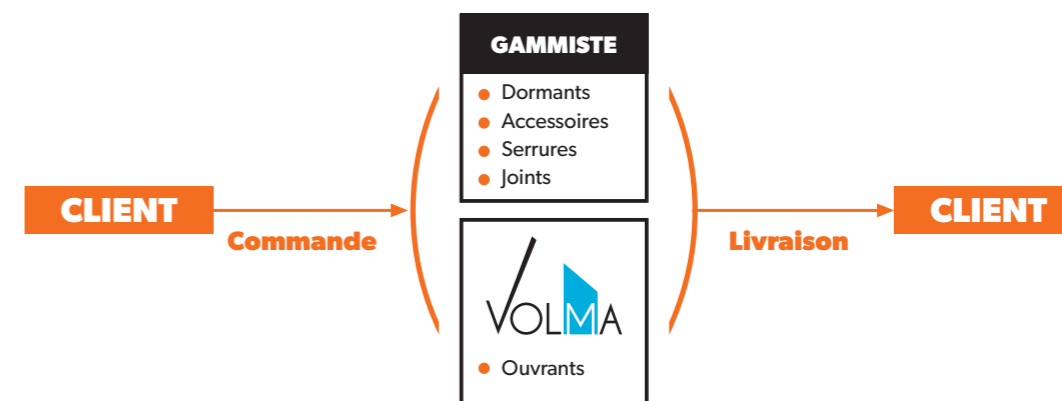 GAMMISTE
Dormants
Accessoires
Serrures
Joints
CLIENT
Commande
VOLMA
Ouvrants
Livraison
CLIENT